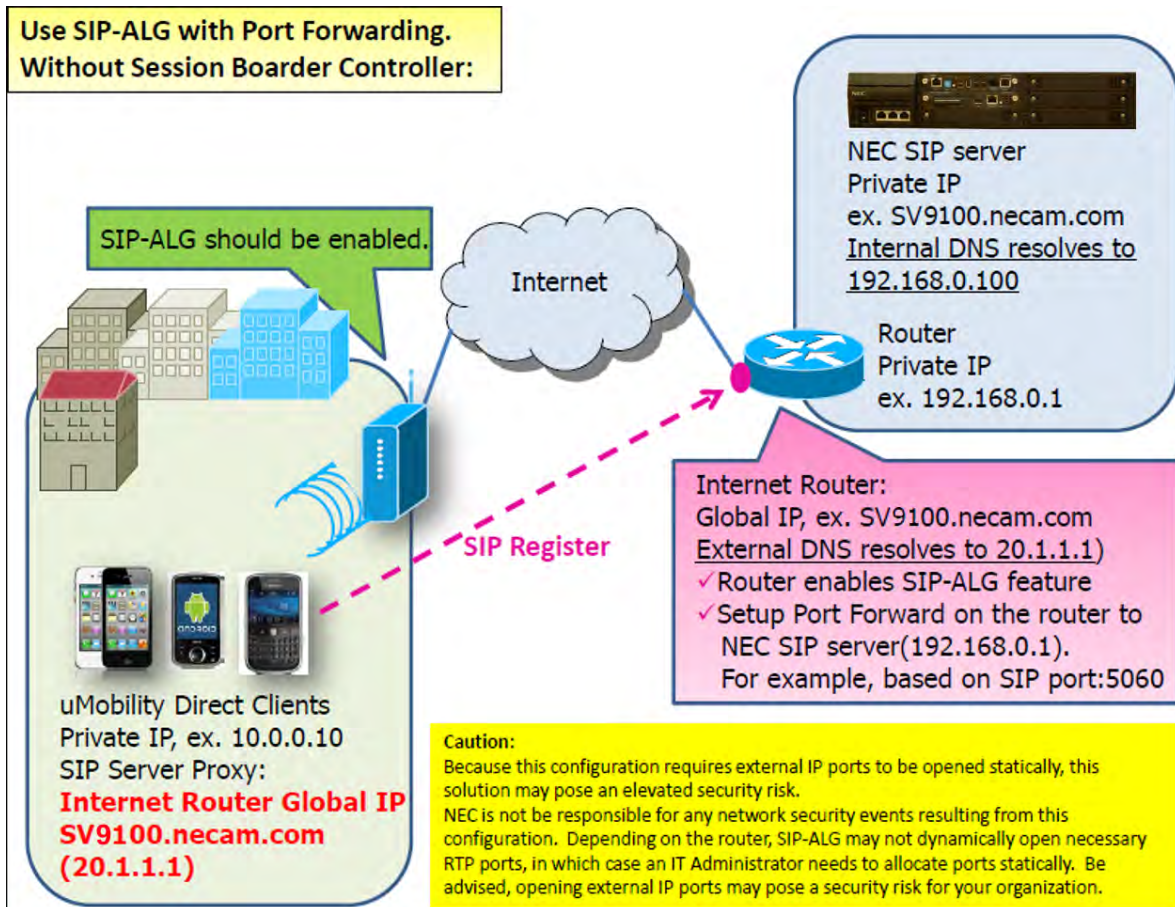 Use SIP-ALG with Port Forwarding.
Without Session Boarder Controller:
NEC
NEC SIP server
Private IP
ex. SV9100.necam.com
Internal DNS resolves to
192.168.0.100
Router
Private IP
ex. 192.168.0.1
SIP-ALG should be enabled.
Internet
SIP Register
Internet Router:
Global IP, ex. SV9100.necam.com
External DNS resolves to 20.1.1.1)
✓Router enables SIP-ALG feature
✓Setup Port Forward on the router to
NEC SIP server(192.168.0.1).
For example, based on SIP port:5060
ANDROID
uMobility Direct Clients
Private IP, ex. 10.0.0.10
SIP Server Proxy:
Internet Router Global IP
SV9100.necam.com
(20.1.1.1)
Caution:
Because this configuration requires external IP ports to be opened statically, this
solution may pose an elevated security risk.
NEC is not be responsible for any network security events resulting from this
configuration. Depending on the router, SIP-ALG may not dynamically open necessary
RTP ports, in which case an IT Administrator needs to allocate ports statically. Be
advised, opening external IP ports may pose a security risk for your organization.